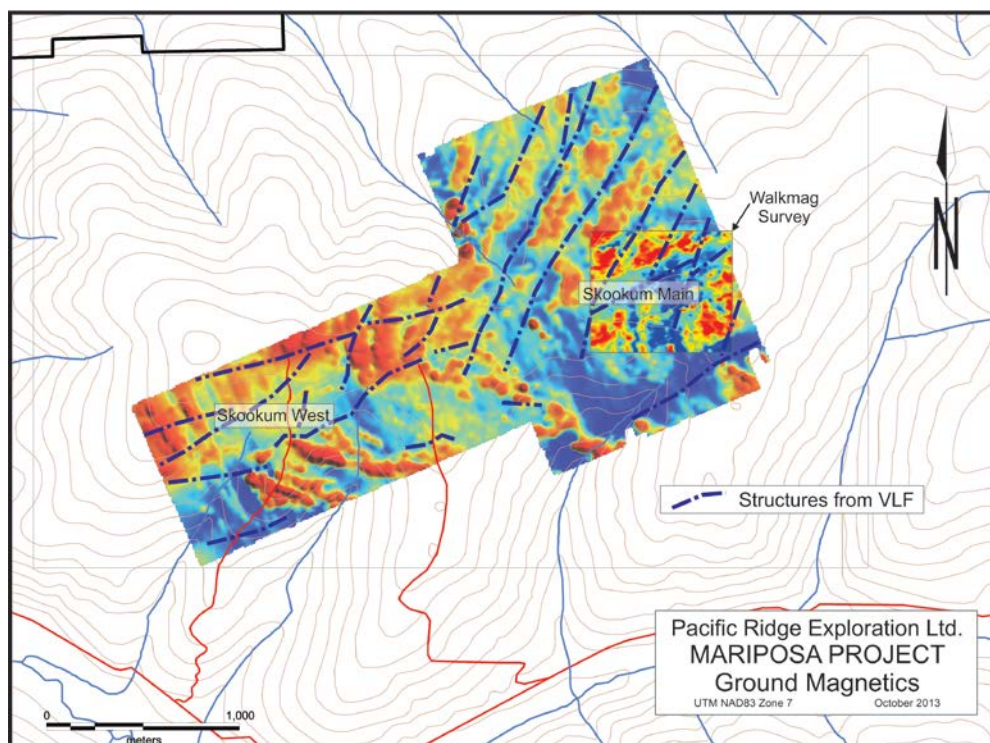 Walkmag
Survey
N
Skookum Main
Skookum West
Structures from VLF
Pacific Ridge Exploration Ltd.
MARIPOSA PROJECT
Ground Magnetics
UTM NAD83 Zone 7 October 2013
0 1,000
meters